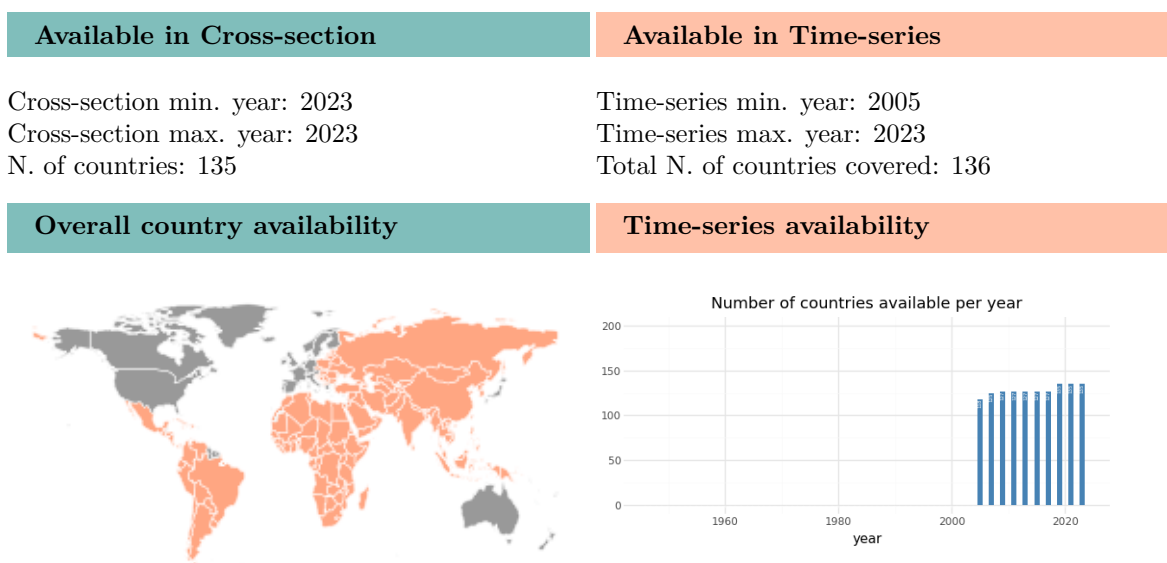 Available in Cross-section
Available in Time-series
Cross-section min. year: 2023
Cross-section max. year: 2023
N. of countries: 135
Time-series min. year: 2005
Time-series max. year: 2023
Total N. of countries covered: 136
Overall country availability
Time-series availability
Number of countries available per year
200
150
100
50
0
1960
1980
2000
2020
year